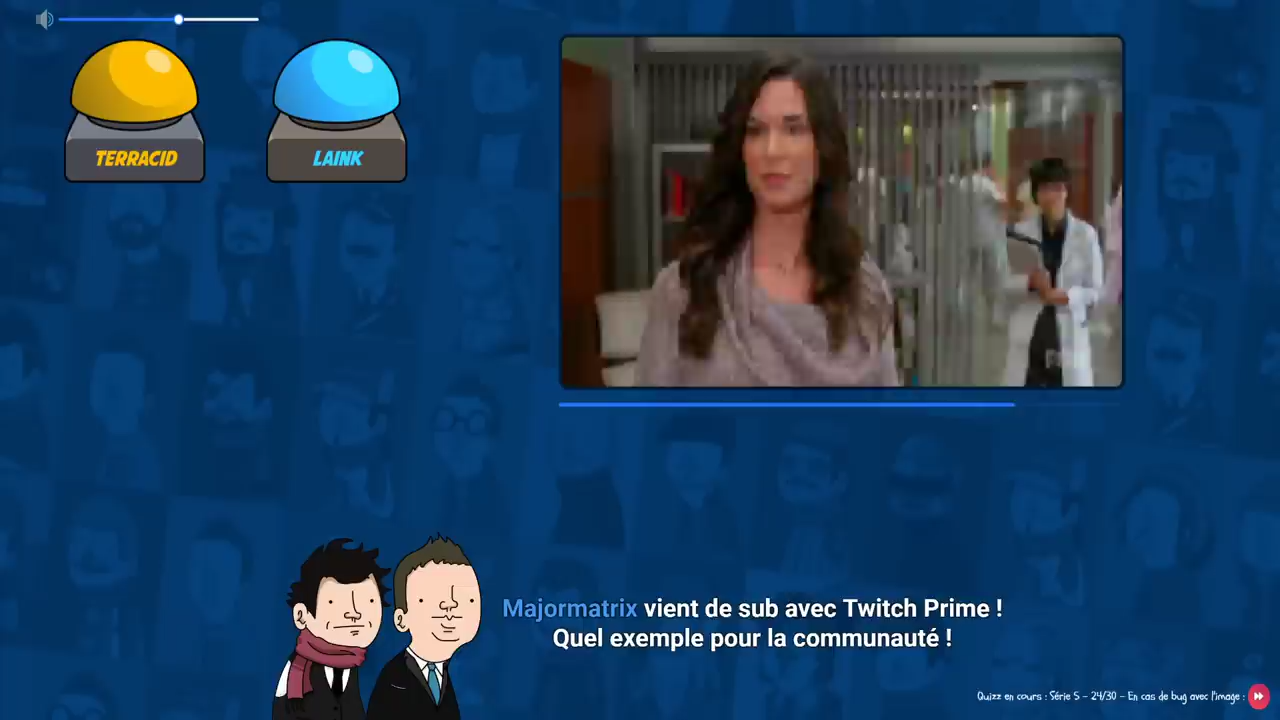 TERRACID
LAINK
Majormatrix vient de sub avec Twitch Prime !
Quel exemple pour la communauté !
Quizz en cours : Série S - 24/30 - En cas de bug avec l'image :